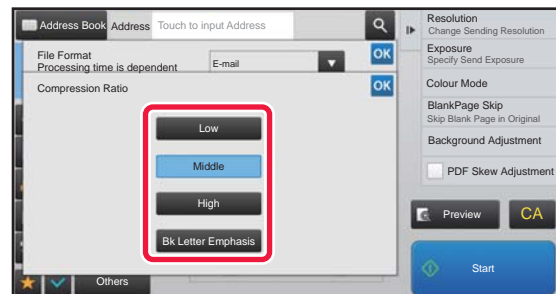 Address Book
Address
Touch to input Address
File Format
Processing time is dependent
E-mail
OK
Compression Ratio
OK
Low
Middle
High
Bk Letter Emphasis
Others
Resolution
Change Sending Resolution
Exposure
Specify Send Exposure
Colour Mode
BlankPage Skip
Skip Blank Page in Original
Background Adjustment
PDF Skew Adjustment
Preview
CA
Start